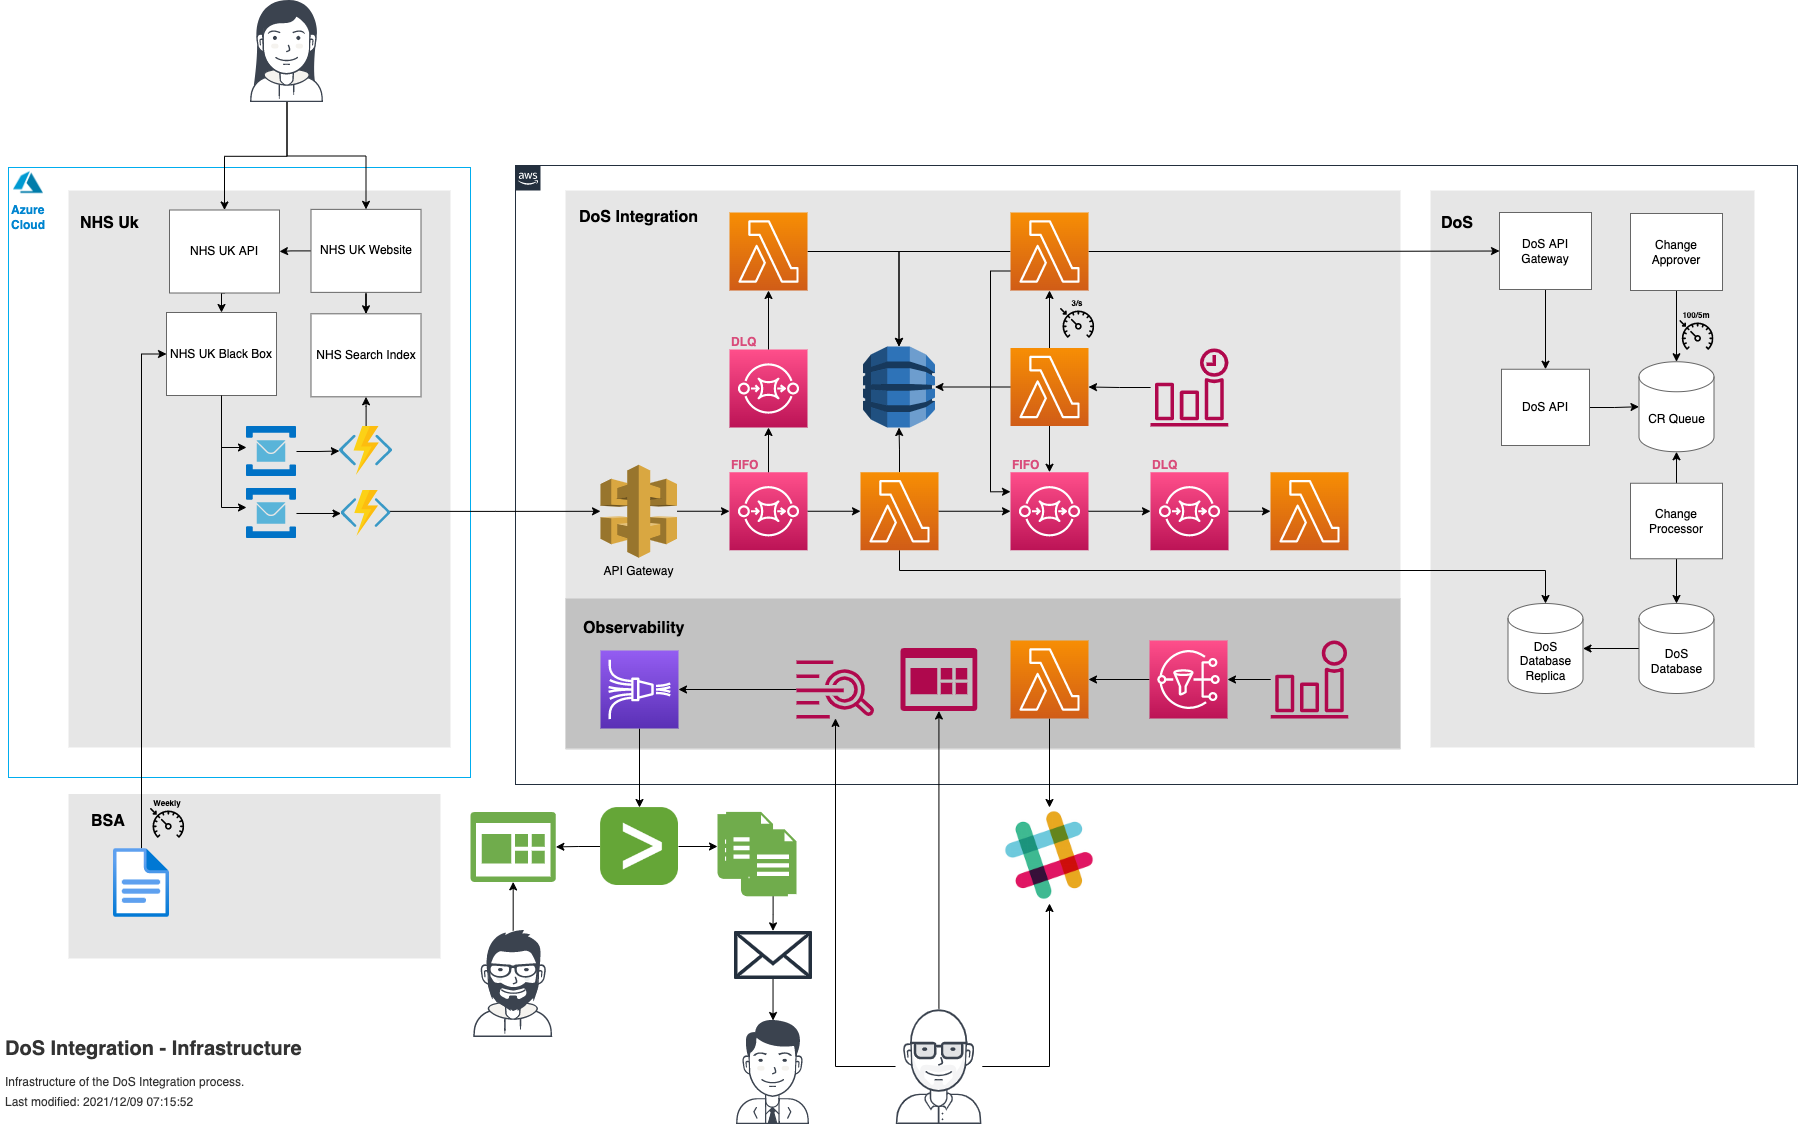 Azure
Cloud
NHS Uk
NHS UK API
NHS UK Website
NHS UK Black Box
NHS Search Index
BSA
Weekly
aws
DoS Integration
DLQ
FIFO
API Gateway
3/s
FIFO
DLQ
Observability
DoS
DoS API
Gateway
Change
Approver
100/5m
DoS API
CR Queue
Change
Processor
DoS
Database
Replica
DoS
Database
DoS Integration - Infrastructure
Infrastructure of the DoS Integration process.
Last modified: 2021/12/09 07:15:52